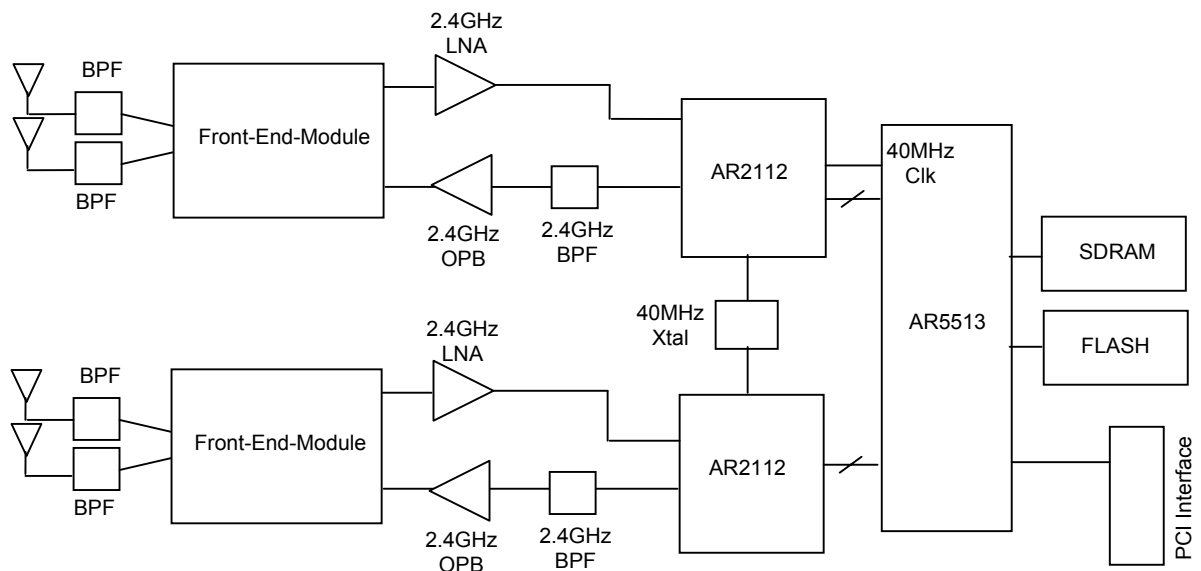 2.4GHz
LNA
BPF
BPF
Front-End-Module
2.4GHz
OPB
2.4GHz
BPF
AR2112
40MHz
Clk
SDRAM
AR5513
FLASH
40MHz
Xtal
2.4GHz
LNA
BPF
BPF
Front-End-Module
2.4GHz
OPB
2.4GHz
BPF
AR2112
PCI Interface